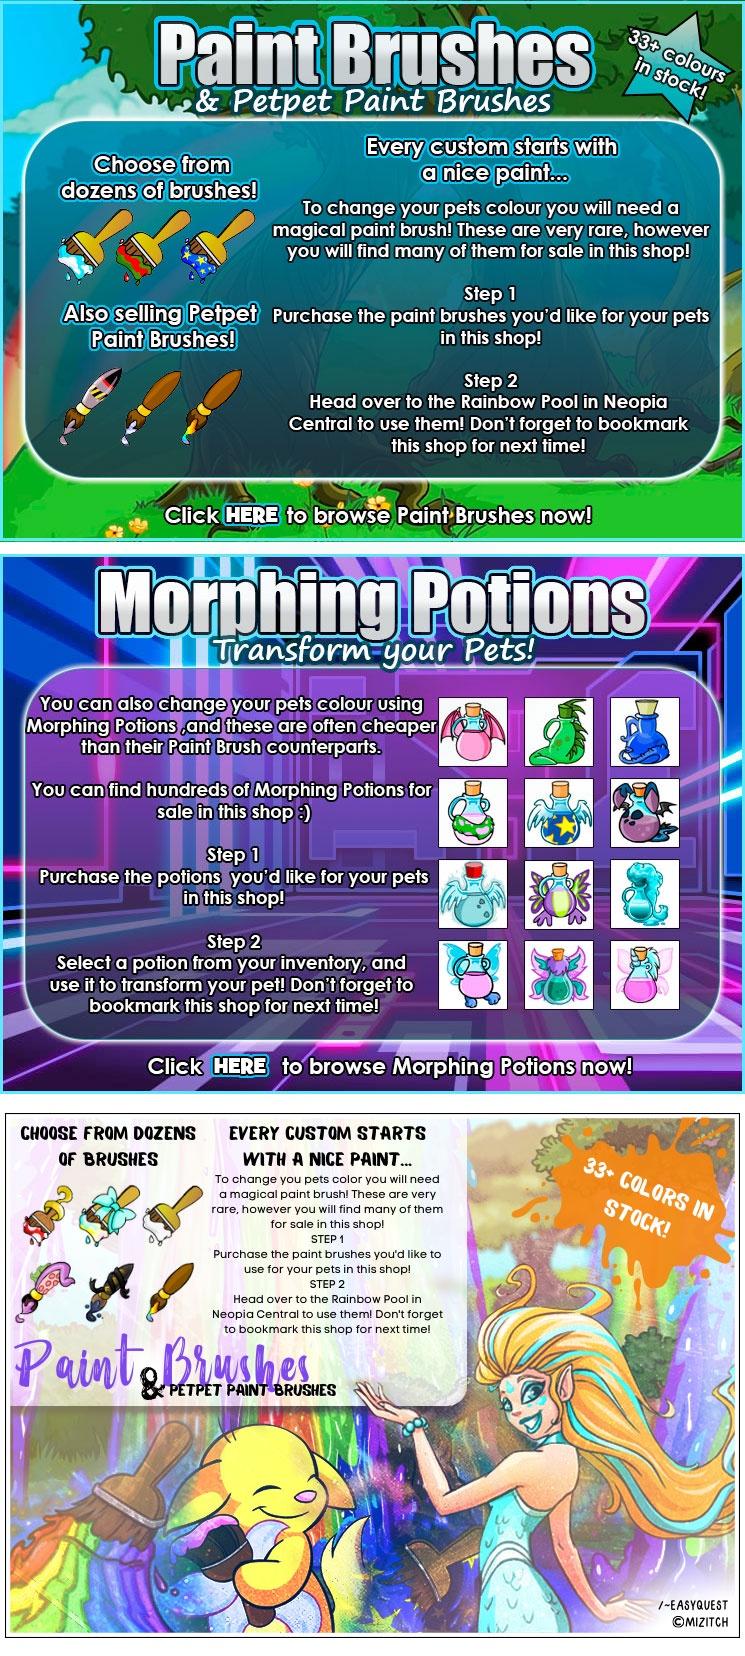 Paint Brushes
& Petpet Paint Brushes
33+ colours
in stock!
Choose from
dozens of brushes!
Also selling Petpet
Paint Brushes!
Every custom starts with
a nice paint...
To change your pets colour you will need a
magical paint brush! These are very rare, however
you will find many of them for sale in this shop!
Step 1
Purchase the paint brushes you'd like for your pets
in this shop!
Step 2
Head over to the Rainbow Pool in Neopia
Central to use them! Don't forget to bookmark
this shop for next time!
Click HERE to browse Paint Brushes now!
Morphing Potions
Transform your Pets!
You can also change your pets colour using
Morphing Potions ,and these are often cheaper
than their Paint Brush counterparts.
You can find hundreds of Morphing Potions for
sale in this shop :)
Step 1
Purchase the potions you'd like for your pets
in this shop!
Step 2
Select a potion from your inventory, and
use it to transform your pet! Don't forget to
bookmark this shop for next time!
Click HERE to browse Morphing Potions now!
CHOOSE FROM DOZENS
OF BRUSHES
EVERY CUSTOM STARTS
WITH A NICE PAINT...
To change you pets color you will need
a magical paint brush! These are very
rare, however you will find many of them
for sale in this shop!
STEP 1
Purchase the paint brushes you'd like to
use for your pets in this shop!
STEP 2
Head over to the Rainbow Pool in
Neopia Central to use them! Don't forget
to bookmark this shop for next time!
Paint Brushes
& PETPET PAINT BRUSHES
33+ COLORS IN
STOCK!
/~EASYQUEST
©MIZITCH